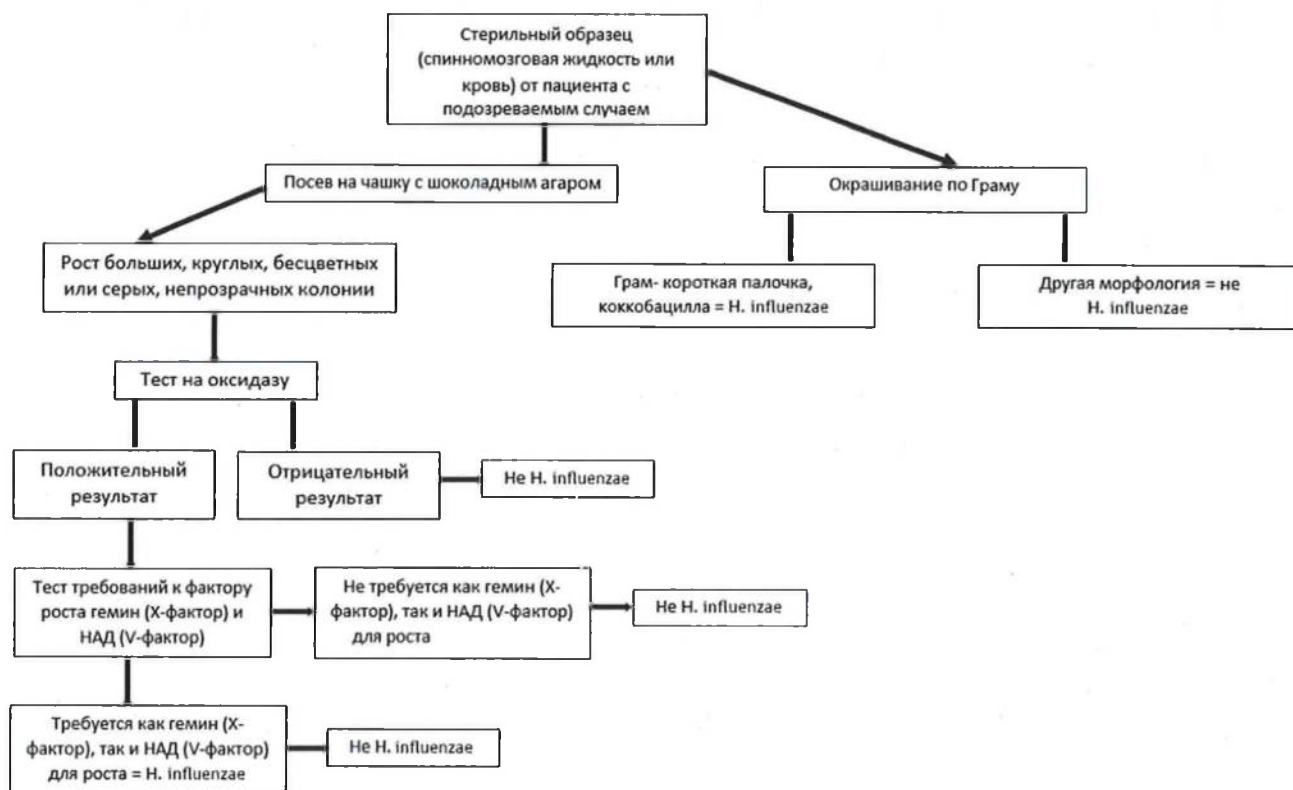 Стерильный образец
(спинномозговая жидкость или
кровь) от пациента с
подозреваемым случаем
Посев на чашку с шоколадным агаром
Окрашивание по Граму
Рост больших, круглых, бесцветных
или серых, непрозрачных колонии
Грам- короткая палочка,
коккобацилла = H. influenzae
Другая морфология = не
H. influenzae
Тест на оксидазу
Положительный
результат
Отрицательный
результат
Не H. influenzae
Тест требований к фактору
роста гемин (X-фактор) и
НАД (V-фактор)
Не требуется как гемин (X-
фактор), так и НАД (V-фактор)
для роста
Не H. influenzae
Требуется как гемин (X-
фактор), так и НАД (V-фактор)
для роста = H. influenzae
Не H. influenzae